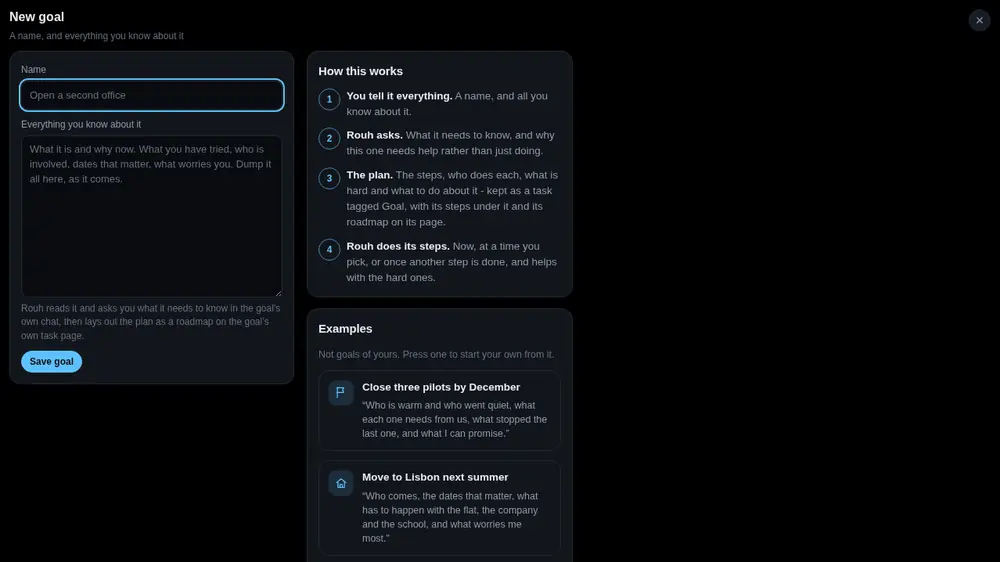 New goal
A name, and everything you know about it
Name
Open a second office
Everything you know about it
What it is and why now. What you have tried, who is
involved, dates that matter, what worries you. Dump it
all here, as it comes.
Rouh reads it and asks you what it needs to know in the goal's
own chat, then lays out the plan as a roadmap on the goal's
own task page.
Save goal
How this works
1
You tell it everything. A name, and all you
know about it.
2
Rouh asks. What it needs to know, and why
this one needs help rather than just doing.
3
The plan. The steps, who does each, what is
hard and what to do about it - kept as a task
tagged Goal, with its steps under it and its
roadmap on its page.
4
Rouh does its steps. Now, at a time you
pick, or once another step is done, and helps
with the hard ones.
Examples
Not goals of yours. Press one to start your own from it.
Close three pilots by December
“Who is warm and who went quiet, what
each one needs from us, what stopped the
last one, and what I can promise.”
Move to Lisbon next summer
“Who comes, the dates that matter, what
has to happen with the flat, the company
and the school, and what worries me
most.”